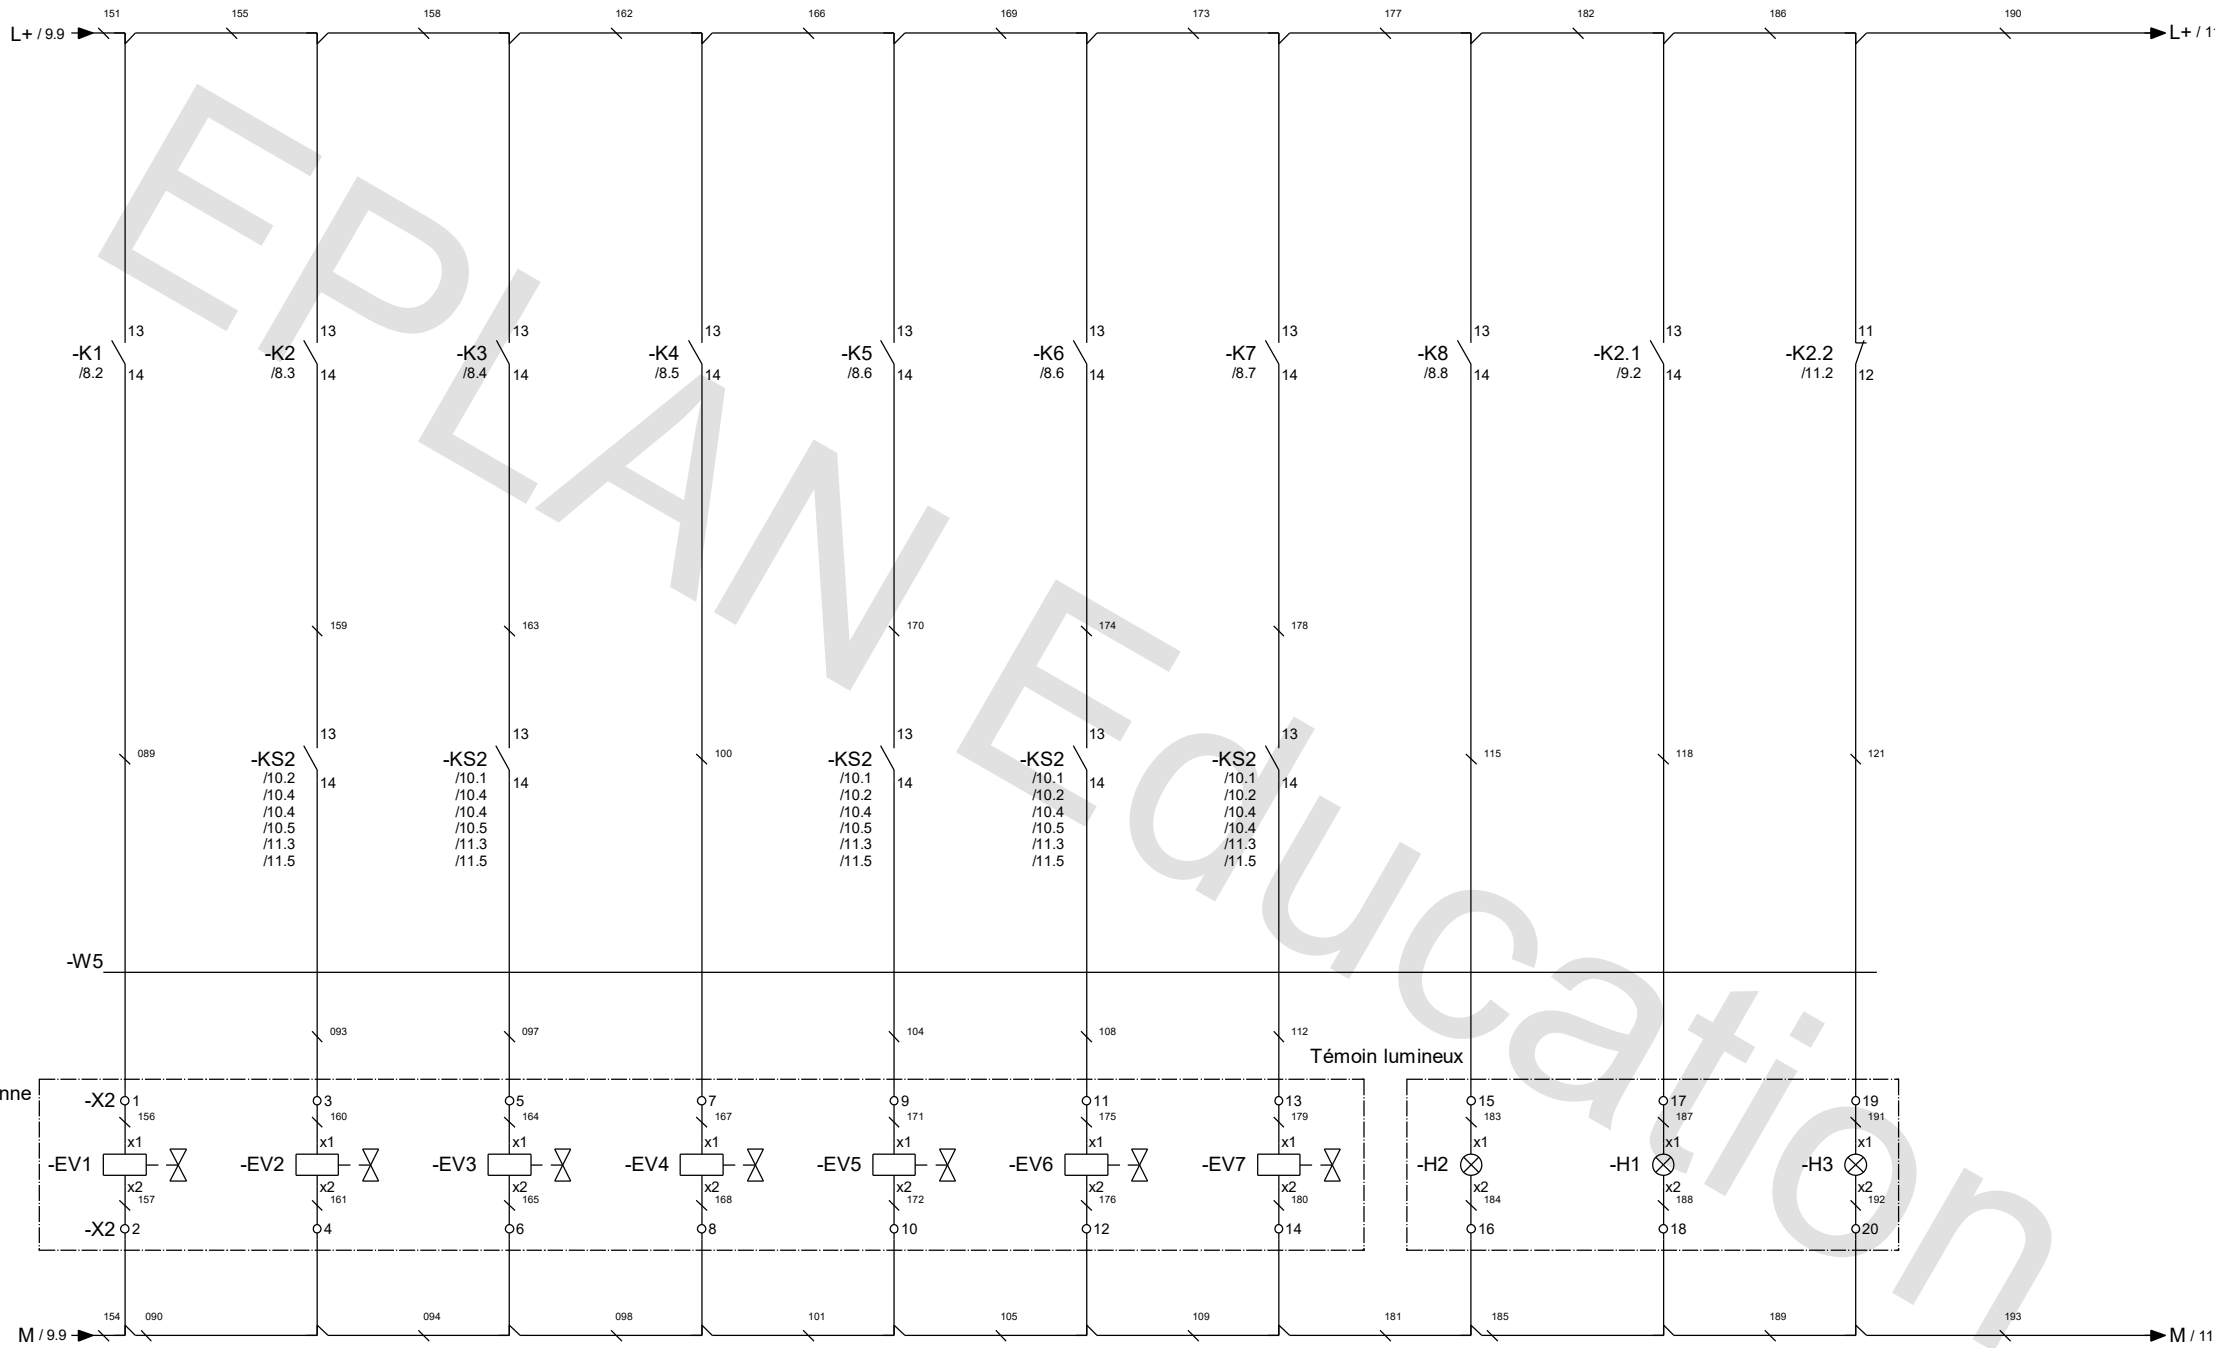 151 155 158 162 166 169 173 177 182 186 190
L+ / 9.9 L+ / 11
EPLAN Education
13 13 13 13 13 13 13 13 13 11
-K1 -K2 -K3 -K4 -K5 -K6 -K7 -K8 -K2.1 -K2.2
/8.2 /8.3 /8.4 /8.5 /8.6 /8.6 /8.7 /8.8 /9.2 /11.2
14 14 14 14 14 14 14 14 14 12
159 163 170 174 178
13 13 13 13 13
089 -KS2 -KS2 100 -KS2 -KS2 -KS2 115 118 121
/10.2 /10.1 /10.1 /10.1 /10.1
14 14 14 14 14
/10.4 /10.4 /10.2 /10.2 /10.2
/10.4 /10.4 /10.4 /10.4 /10.4
/10.5 /10.5 /10.5 /10.5 /10.4
/11.3 /11.3 /11.3 /11.3 /11.3
/11.5 /11.5 /11.5 /11.5 /11.5
-W5
093 097 104 108 112
Témoin lumineux
nne
-X2 1 3 5 7 9 11 13 15 17 19
156 160 164 167 171 175 179 183 187 191
x1 x1 x1 x1 x1 x1 x1 x1 x1 x1
-EV1 -EV2 -EV3 -EV4 -EV5 -EV6 -EV7 -H2 -H1 -H3
x2 x2 x2 x2 x2 x2 x2 x2 x2 x2
157 161 165 168 172 176 180 184 188 192
-X2 2 4 6 8 10 12 14 16 18 20
154 090 094 098 101 105 109 181 185 189 193
M / 9.9 M / 11